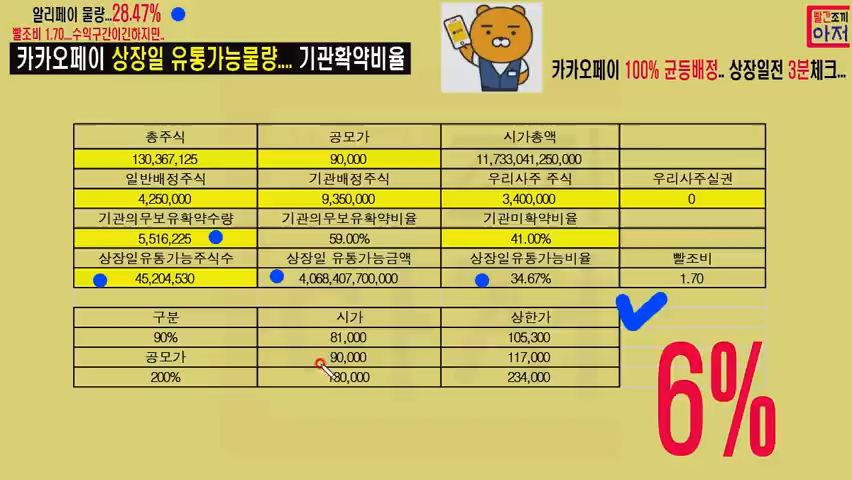 알리페이 물량...28.47%
빨조비 1.70....수익구간이긴하지만..
카카오페이 상장일 유통가능물량.... 기관확약비율
빨간조끼
아저
카카오페이 100% 균등배정.. 상장일전 3분체크...
총주식 공모가 시가총액
130,367,125 90,000 11,733,041,250,000
일반배정주식 기관배정주식 우리사주 주식 우리사주실권
4,250,000 9,350,000 3,400,000 0
기관의무보유확약수량 기관의무보유확약비율 기관미확약비율
5,516,225 59.00% 41.00%
상장일유통가능주식수 상장일 유통가능금액 상장일유통가능비율 빨조비
45,204,530 4,068,407,700,000 34.67% 1.70
구분 시가 상한가
90% 81,000 105,300
공모가 90,000 117,000
200% 180,000 234,000
6%